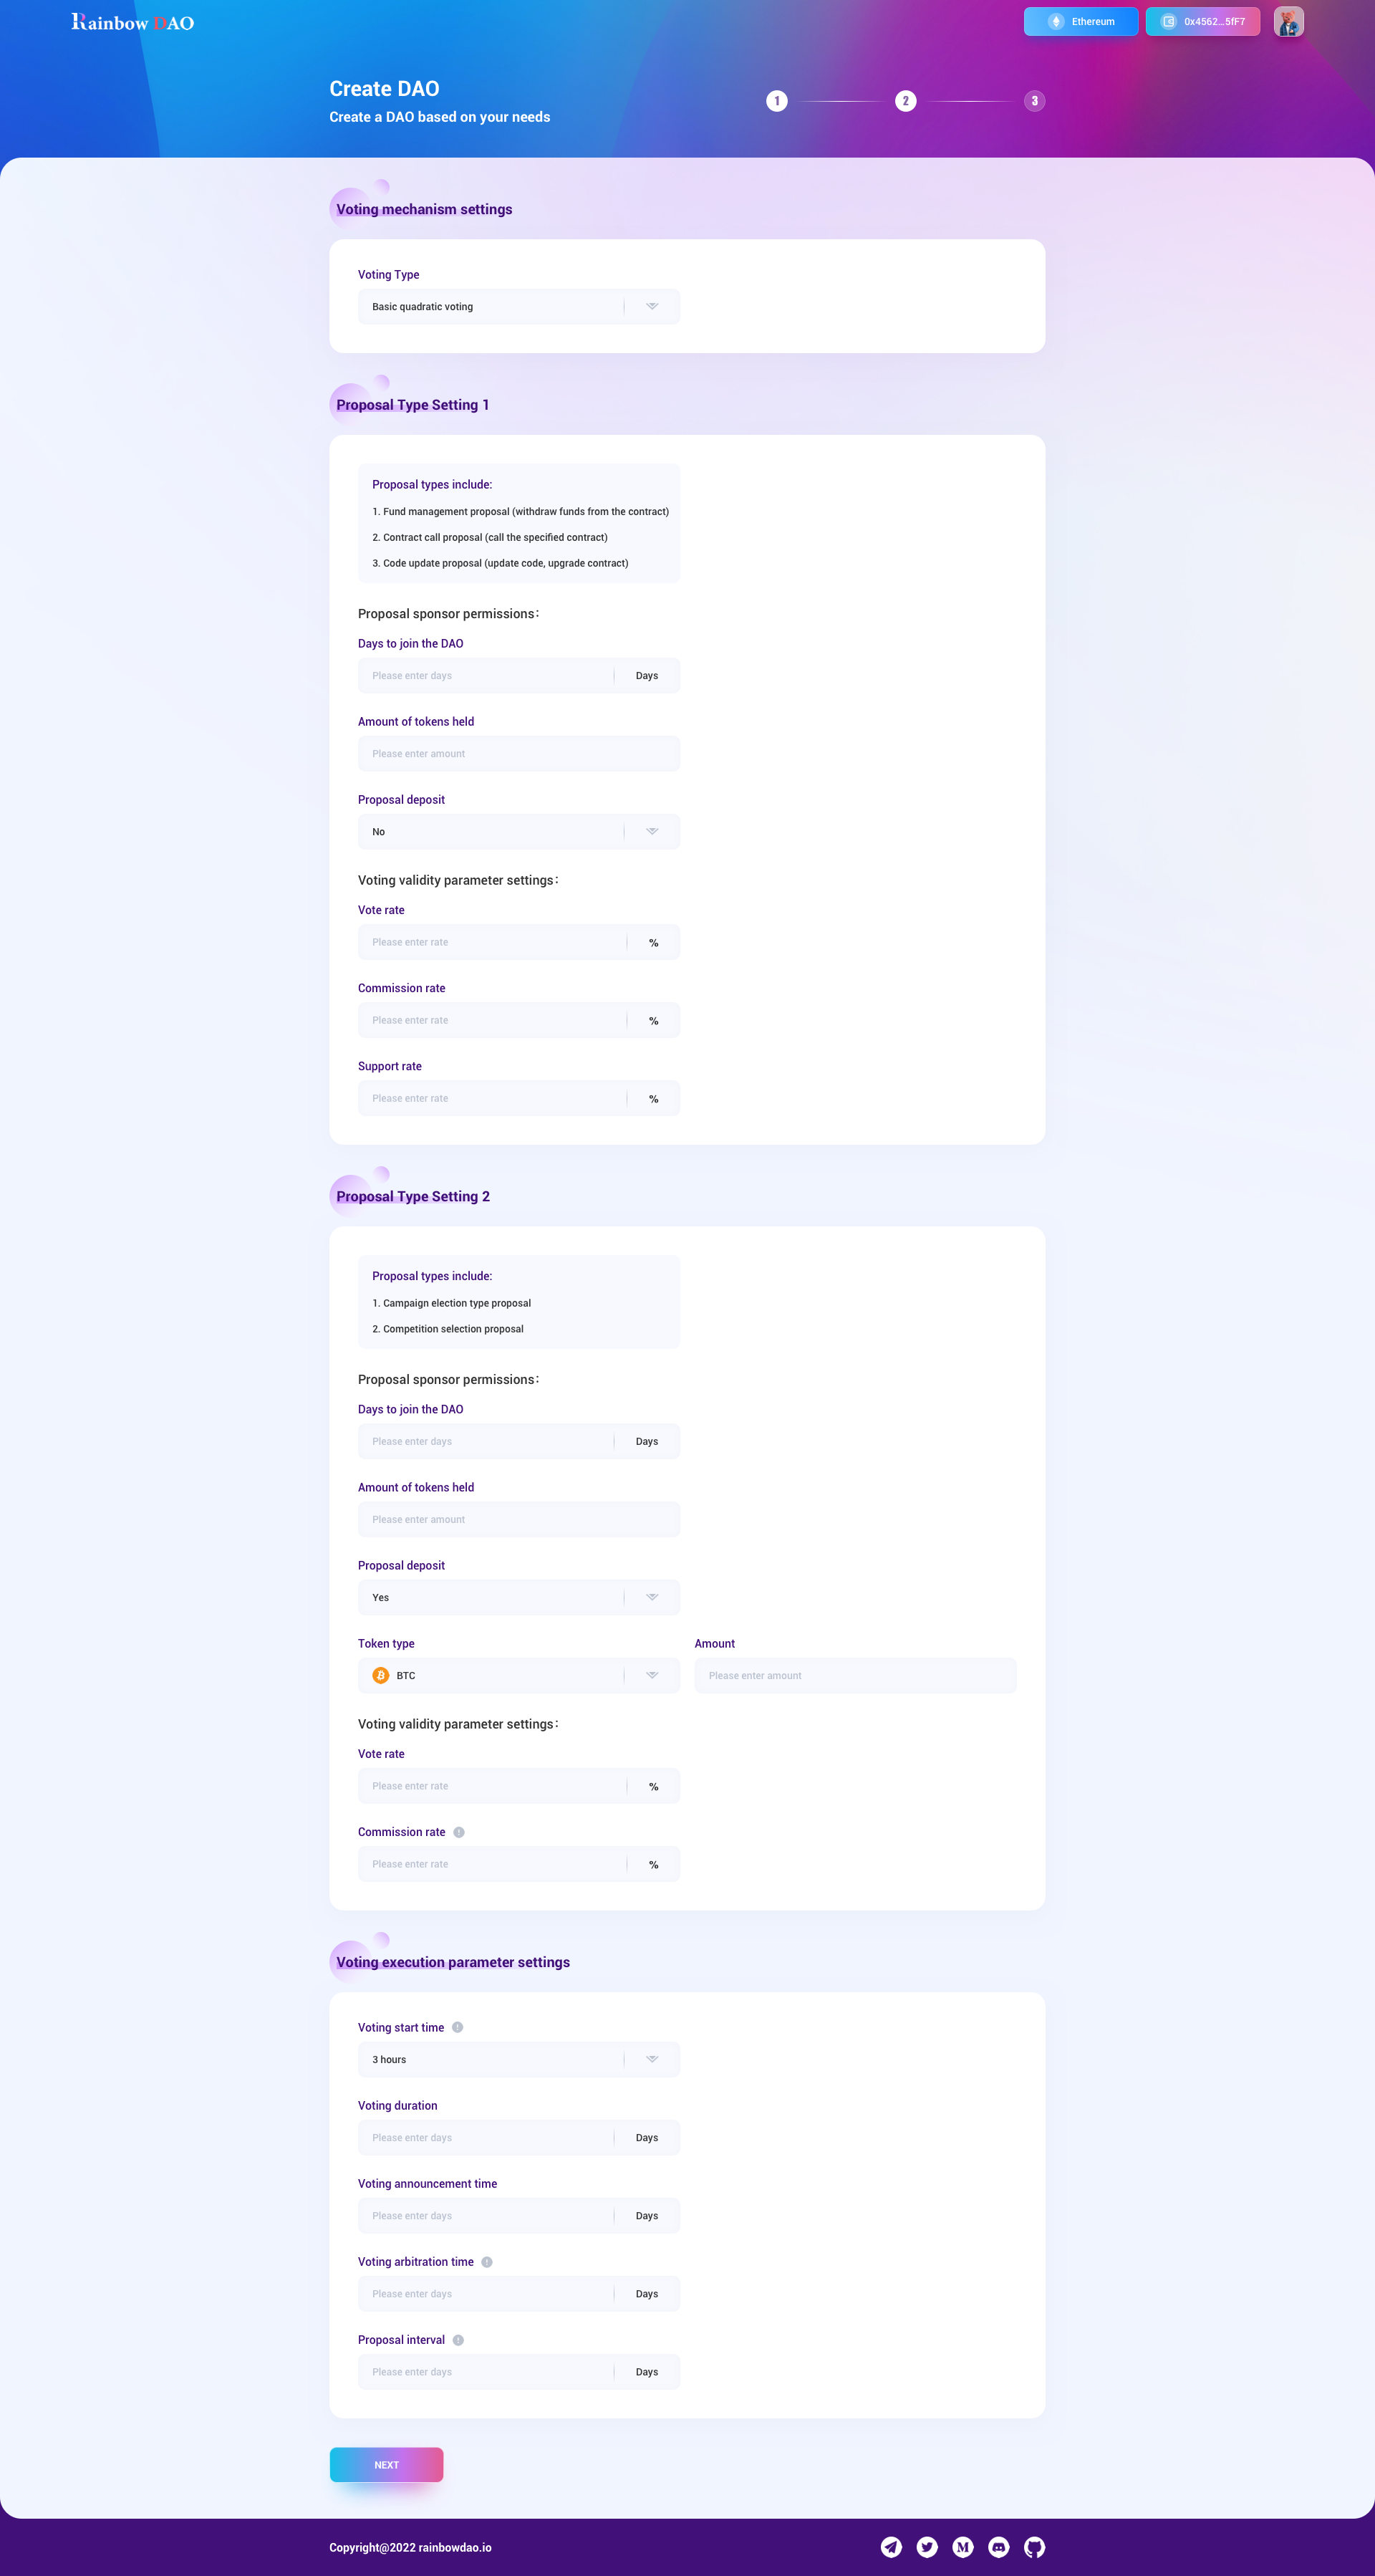 Rainbow DAO
Ethereum
0x4562...5fF7
Create DAO
Create a DAO based on your needs
1
2
3
Voting mechanism settings
Voting Type
Basic quadratic voting
Proposal Type Setting 1
Proposal types include:
1. Fund management proposal (withdraw funds from the contract)
2. Contract call proposal (call the specified contract)
3. Code update proposal (update code, upgrade contract)
Proposal sponsor permissions:
Days to join the DAO
Please enter days
Days
Amount of tokens held
Please enter amount
Proposal deposit
No
Voting validity parameter settings:
Vote rate
Please enter rate
%
Commission rate
Please enter rate
%
Support rate
Please enter rate
%
Proposal Type Setting 2
Proposal types include:
1. Campaign election type proposal
2. Competition selection proposal
Proposal sponsor permissions:
Days to join the DAO
Please enter days
Days
Amount of tokens held
Please enter amount
Proposal deposit
Yes
Token type
Amount
BTC
Please enter amount
Voting validity parameter settings:
Vote rate
Please enter rate
%
Commission rate
Please enter rate
%
Voting execution parameter settings
Voting start time
3 hours
Voting duration
Please enter days
Days
Voting announcement time
Please enter days
Days
Voting arbitration time
Please enter days
Days
Proposal interval
Please enter days
Days
NEXT
Copyright@2022 rainbowdao.io